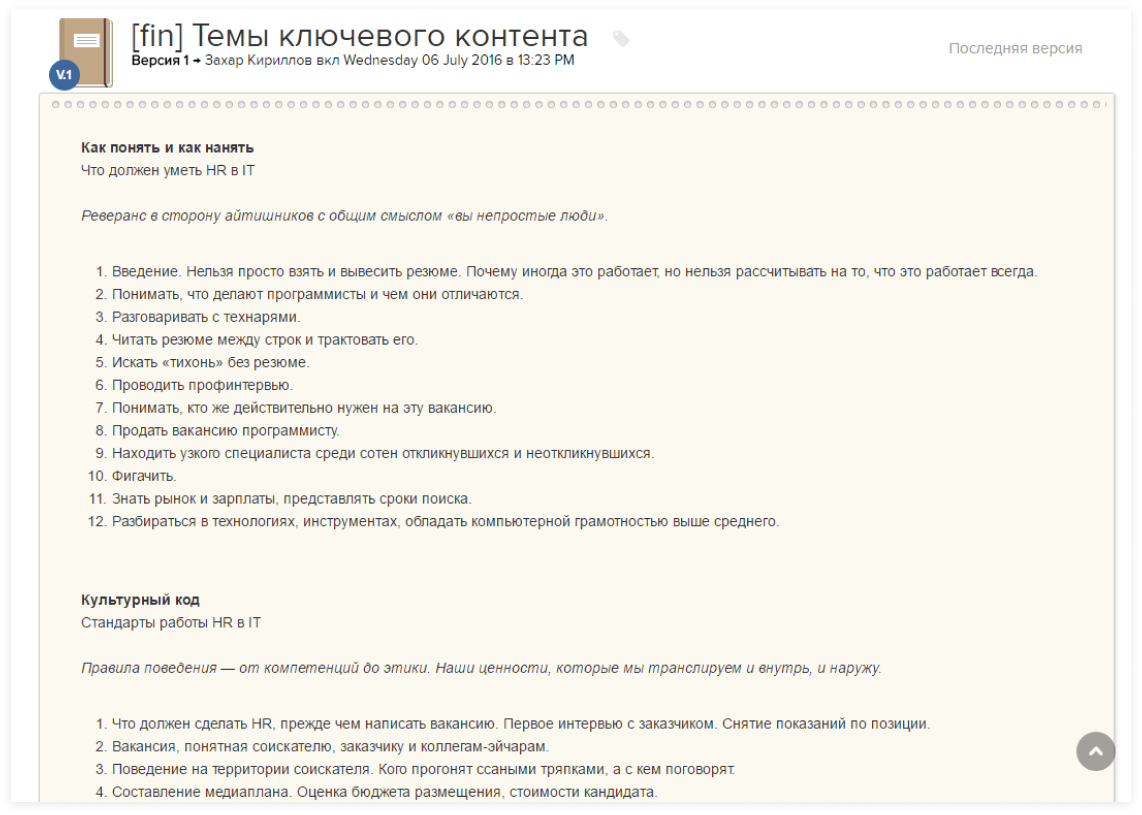 [fin] Темы ключевого контента
Версия 1 → Захар Кириллов вкл Wednesday 06 July 2016 в 13:23 PM
Последняя версия
V.1
Как понять и как нанять
Что должен уметь HR в IT
Реверанс в сторону айтишников с общим смыслом «вы непростые люди».
1. Введение. Нельзя просто взять и вывесить резюме. Почему иногда это работает, но нельзя рассчитывать на то, что это работает всегда.
2. Понимать, что делают программисты и чем они отличаются.
3. Разговаривать с технарями.
4. Читать резюме между строк и трактовать его.
5. Искать «тихонь» без резюме.
6. Проводить профинтервью.
7. Понимать, кто же действительно нужен на эту вакансию.
8. Продать вакансию программисту.
9. Находить узкого специалиста среди сотен откликнувшихся и неоткликнувшихся.
10. Фигачить.
11. Знать рынок и зарплаты, представлять сроки поиска.
12. Разбираться в технологиях, инструментах, обладать компьютерной грамотностью выше среднего.
Культурный код
Стандарты работы HR в IT
Правила поведения — от компетенций до этики. Наши ценности, которые мы транслируем и внутрь, и наружу.
1. Что должен сделать HR, прежде чем написать вакансию. Первое интервью с заказчиком. Снятие показаний по позиции.
2. Вакансия, понятная соискателю, заказчику и коллегам-эйчарам.
3. Поведение на территории соискателя. Кого прогонят ссаными тряпками, а с кем поговорят.
4. Составление медиаплана. Оценка бюджета размещения, стоимости кандидата.